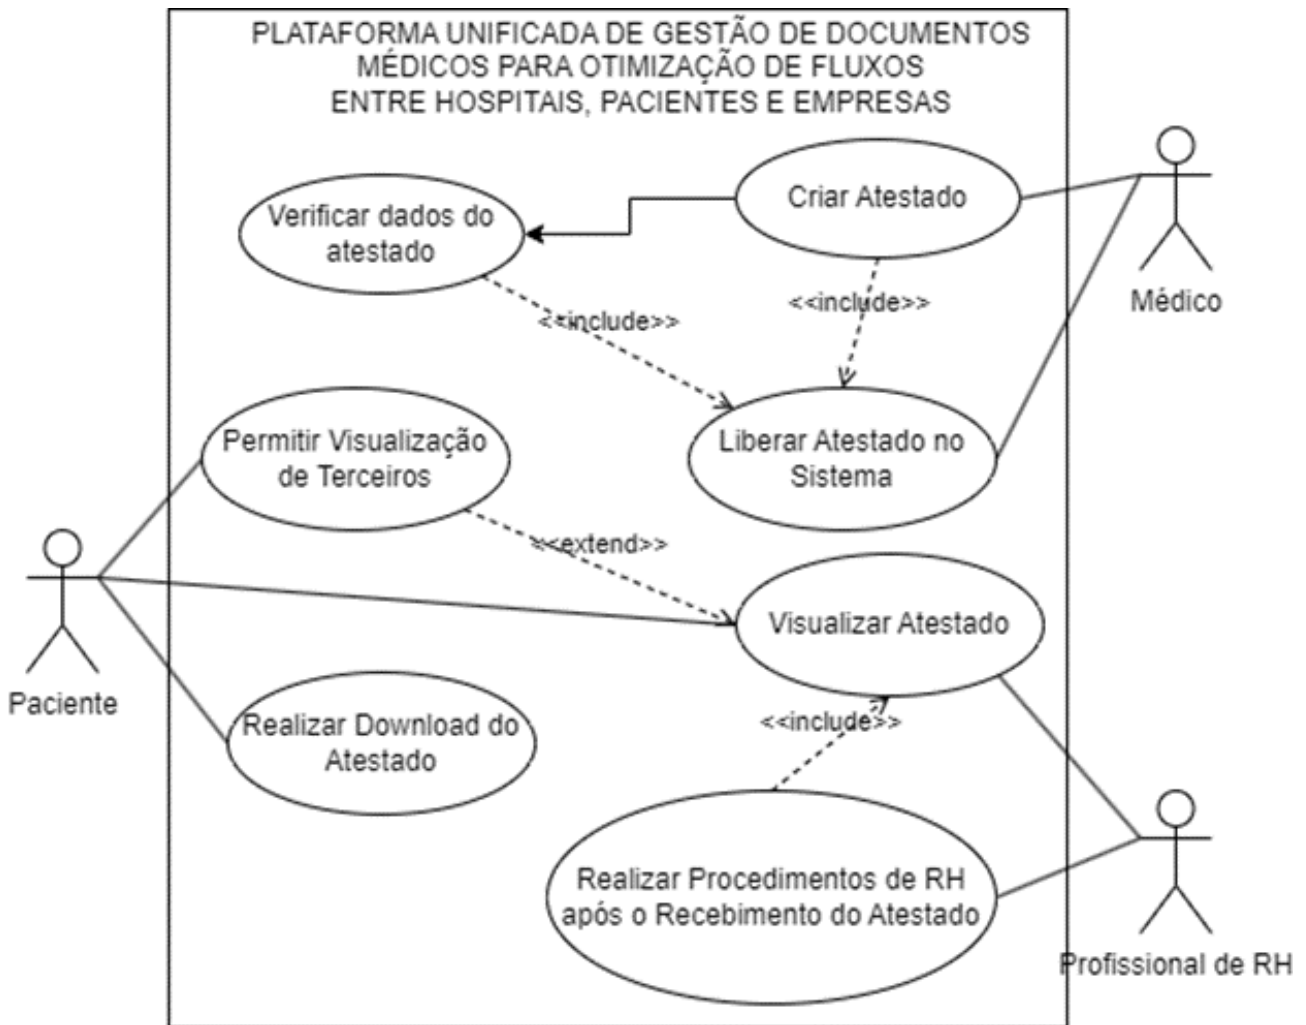 PLATAFORMA UNIFICADA DE GESTÃO DE DOCUMENTOS
MÉDICOS PARA OTIMIZAÇÃO DE FLUXOS
ENTRE HOSPITAIS, PACIENTES E EMPRESAS
Criar Atestado
Verificar dados do
atestado
Médico
<<include>>
<<include>>
Permitir Visualização
de Terceiros
Liberar Atestado no
Sistema
<<extend>>
Visualizar Atestado
Paciente
Realizar Download do
Atestado
<<include>>
Realizar Procedimentos de RH
após o Recebimento do Atestado
Profissional de RH